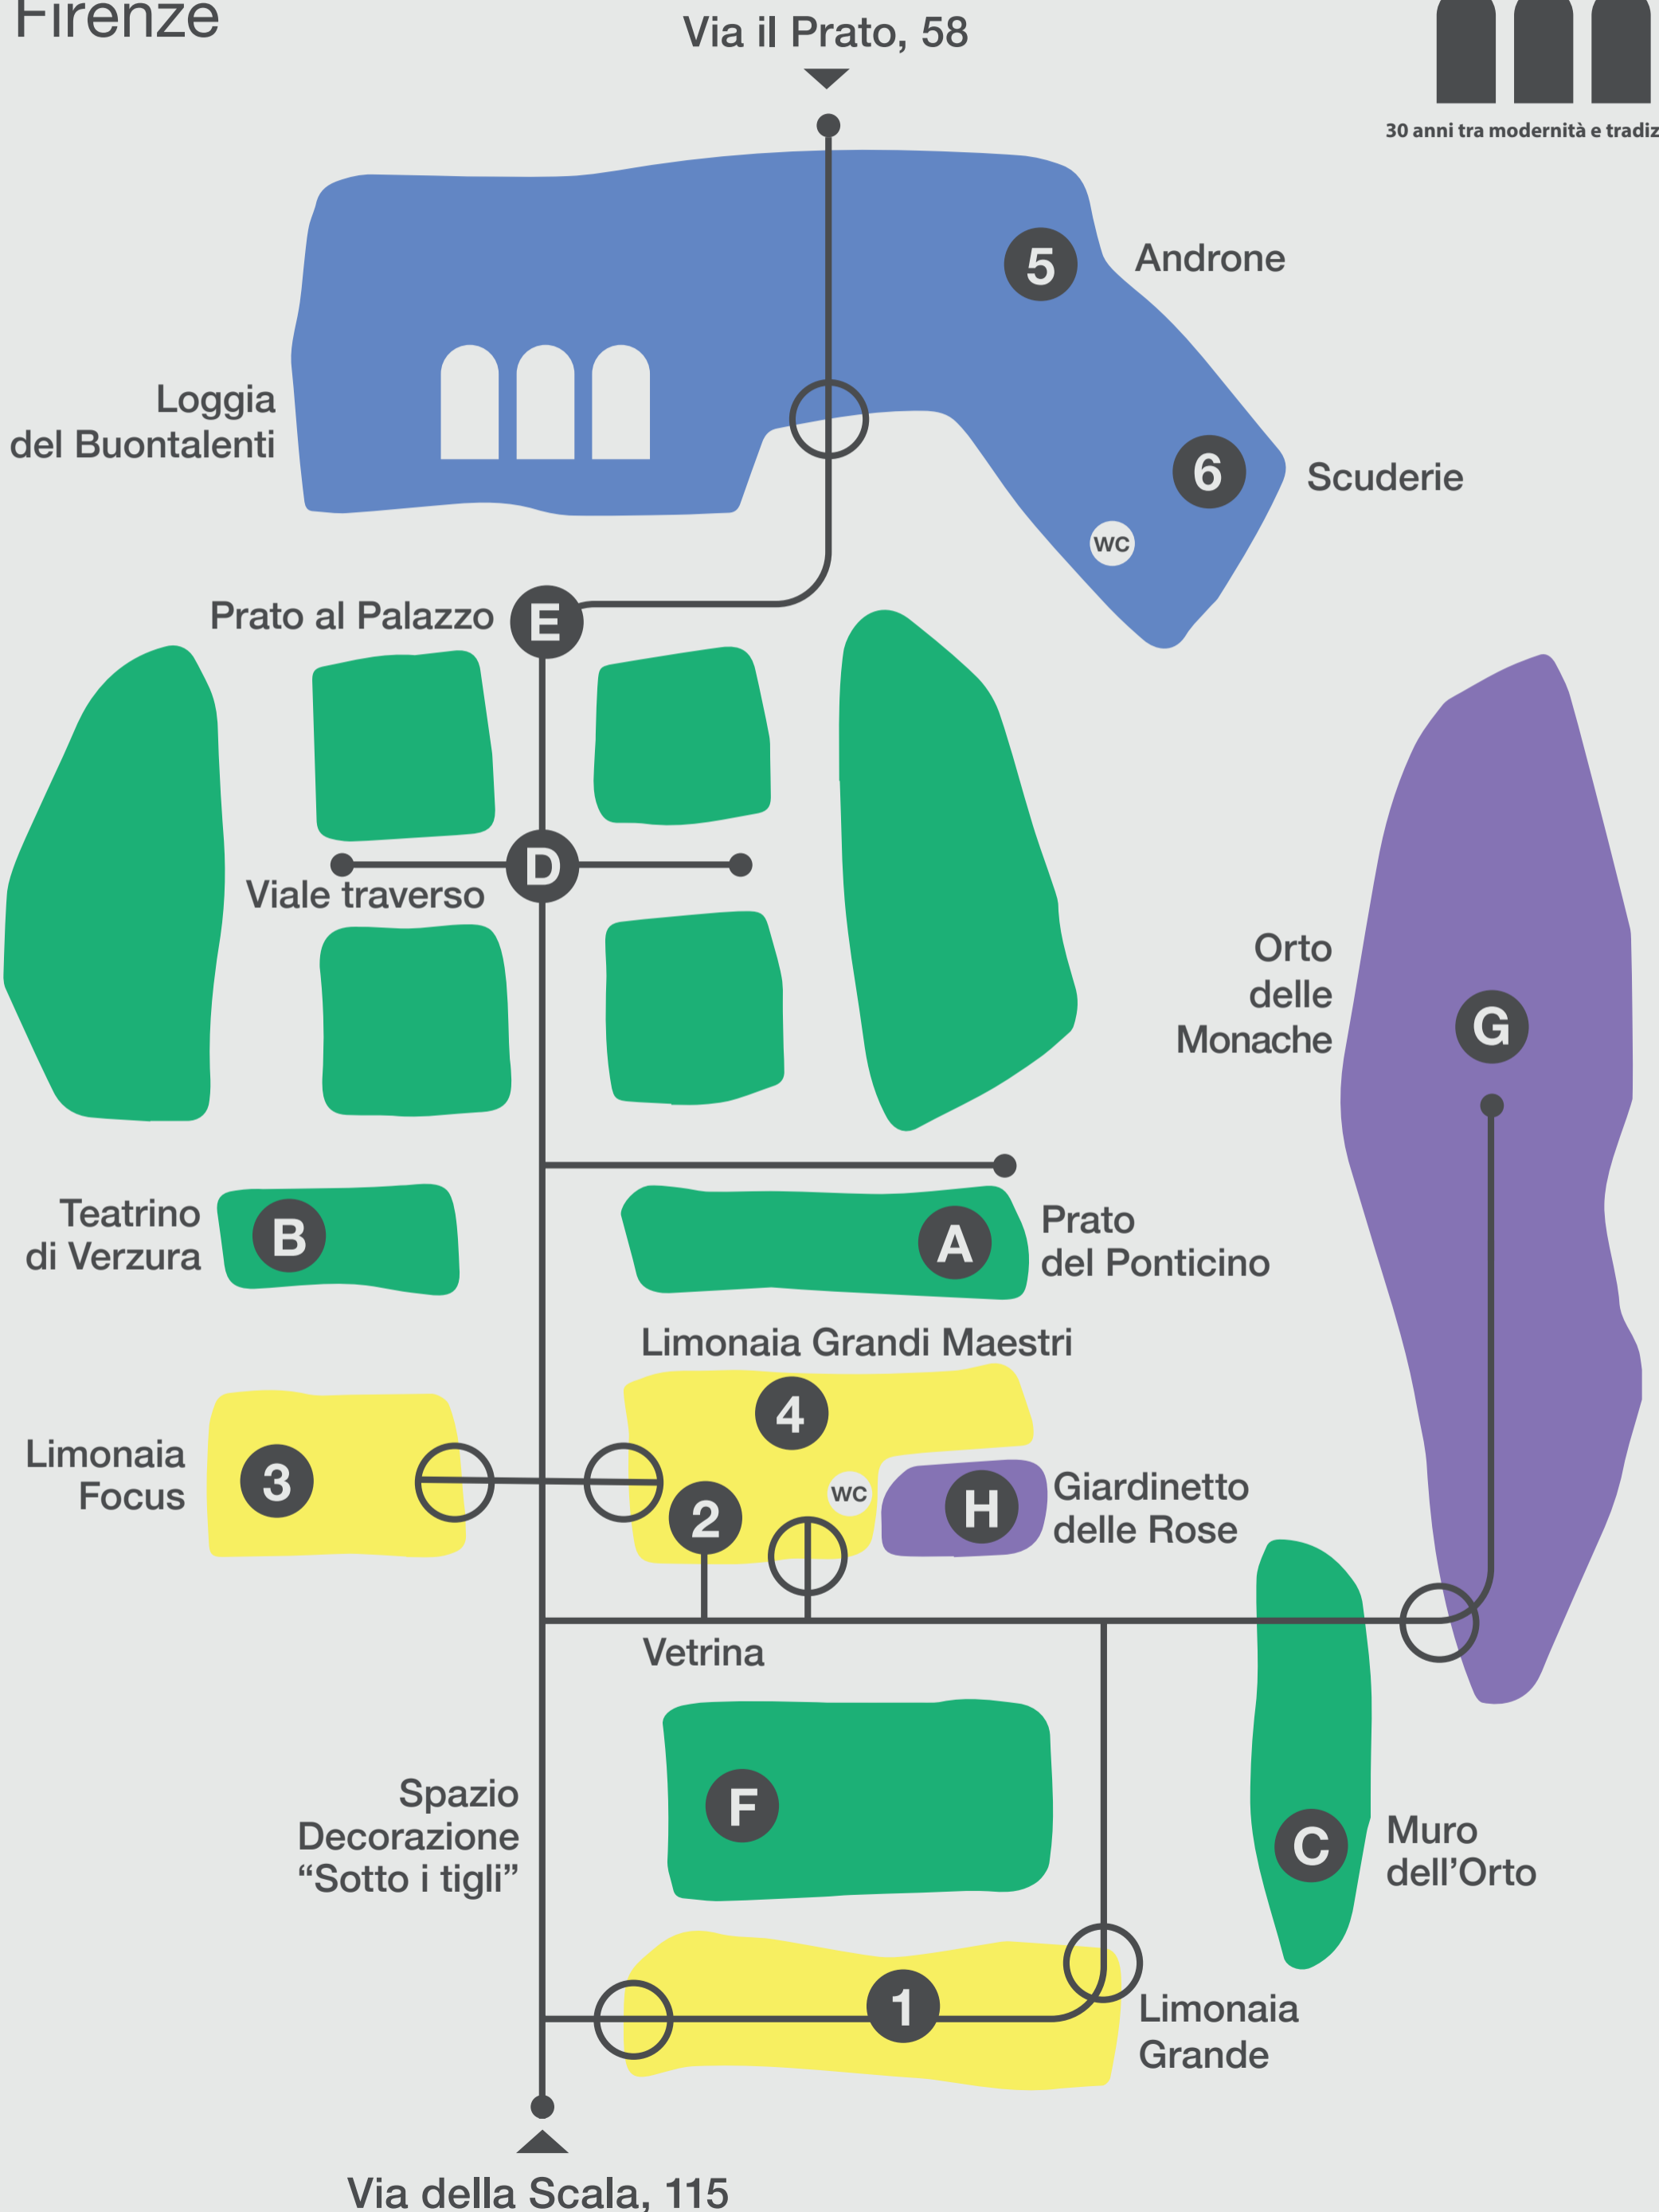 Firenze
Via il Prato, 58
30 anni tra modernità e tradiz
5
Androne
Loggia
del Buontalenti
6
Scuderie
WC
Prato al Palazzo
E
D
Viale traverso
Orto
delle
Monache
G
Teatrino
di Verzura
B
A
Prato
del Ponticino
Limonaia Grandi Maestri
4
Limonaia
Focus
3
2
WC
H
Giardinetto
delle Rose
Vetrina
Spazio
Decorazione
“Sotto i tigli”
F
C
Muro
dell’Orto
1
Limonaia
Grande
Via della Scala, 115